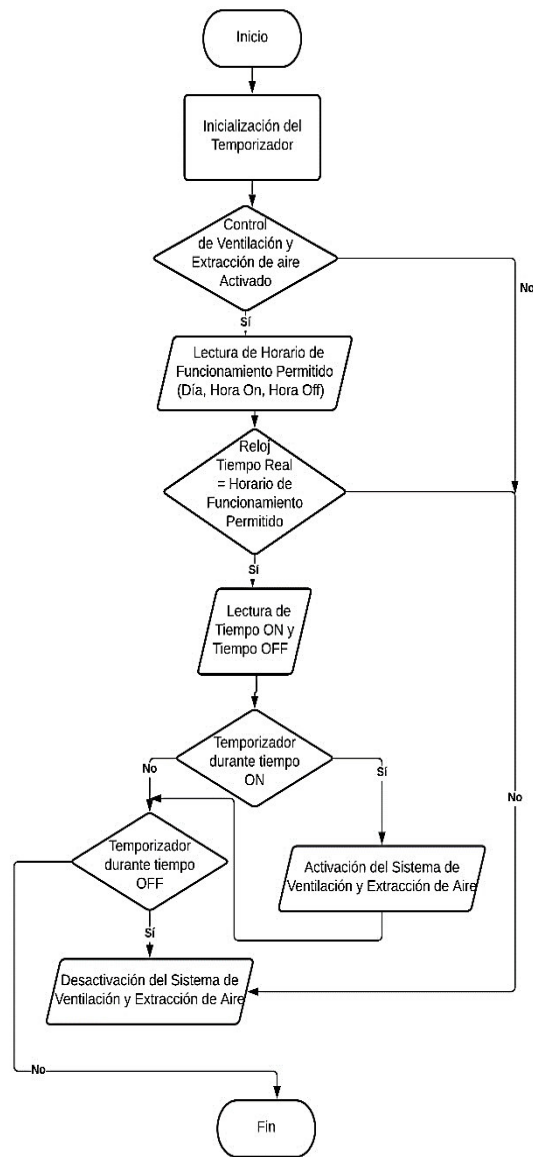 Inicio
Inicialización del
Temporizador
Control
de Ventilación y
Extracción de aire
Activado
No
Sí
Lectura de Horario de
Funcionamiento Permitido
(Día, Hora On, Hora Off)
Reloj
Tiempo Real
= Horario de
Funcionamiento
Permitido
Sí
Lectura de
Tiempo ON y
Tiempo OFF
Temporizador
durante tiempo
ON
No
Sí
No
Temporizador
durante tiempo
OFF
Activación del Sistema de
Ventilación y Extracción de Aire
Sí
Desactivación del Sistema de
Ventilación y Extracción de Aire
No
Fin